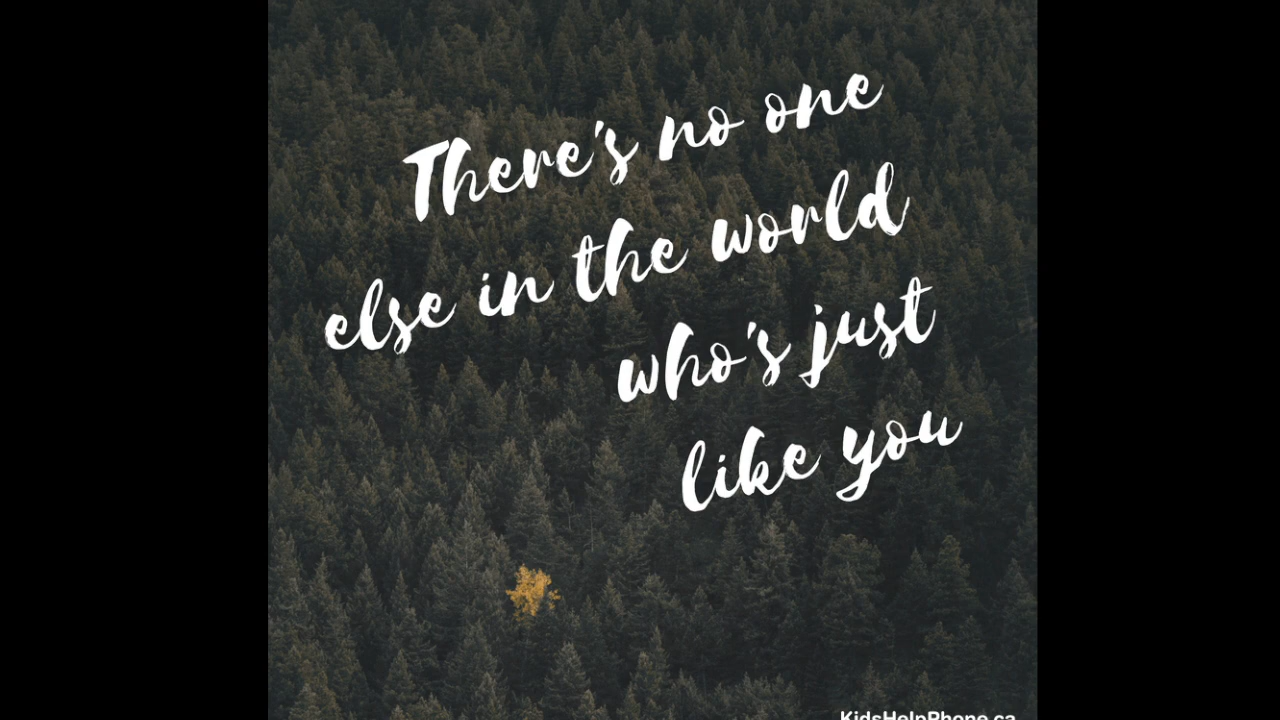 There's no one
else in the world
who's just
like you
KidsHelpPhone.ca